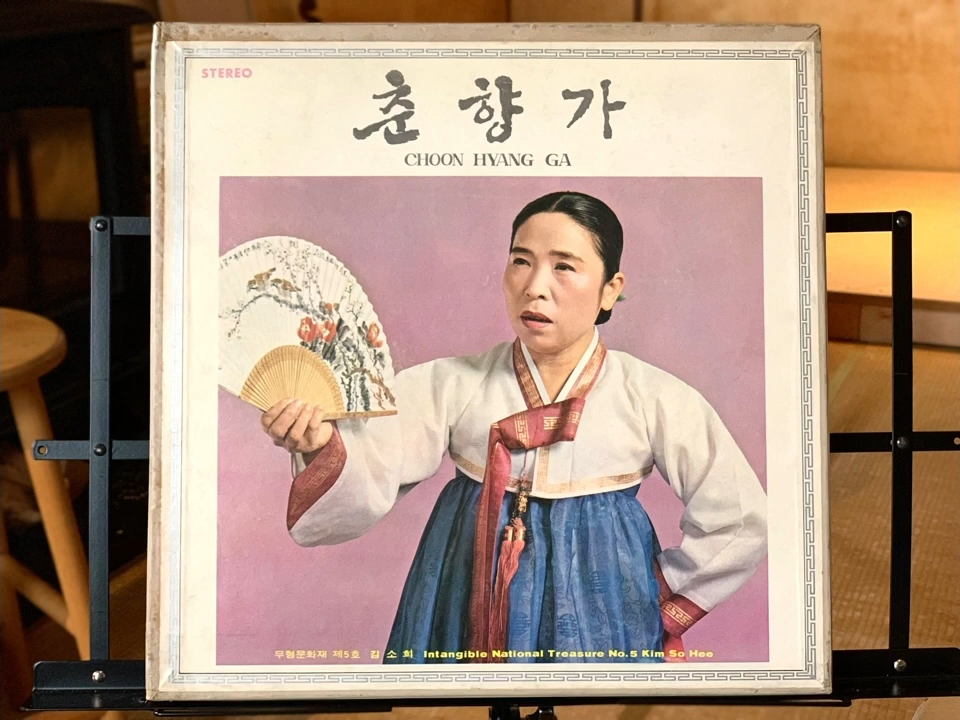 STEREO
춘향가
CHOON HYANG GA
무형문화재 제5호 김소희 Intangible National Treasure No.5 Kim So Hee